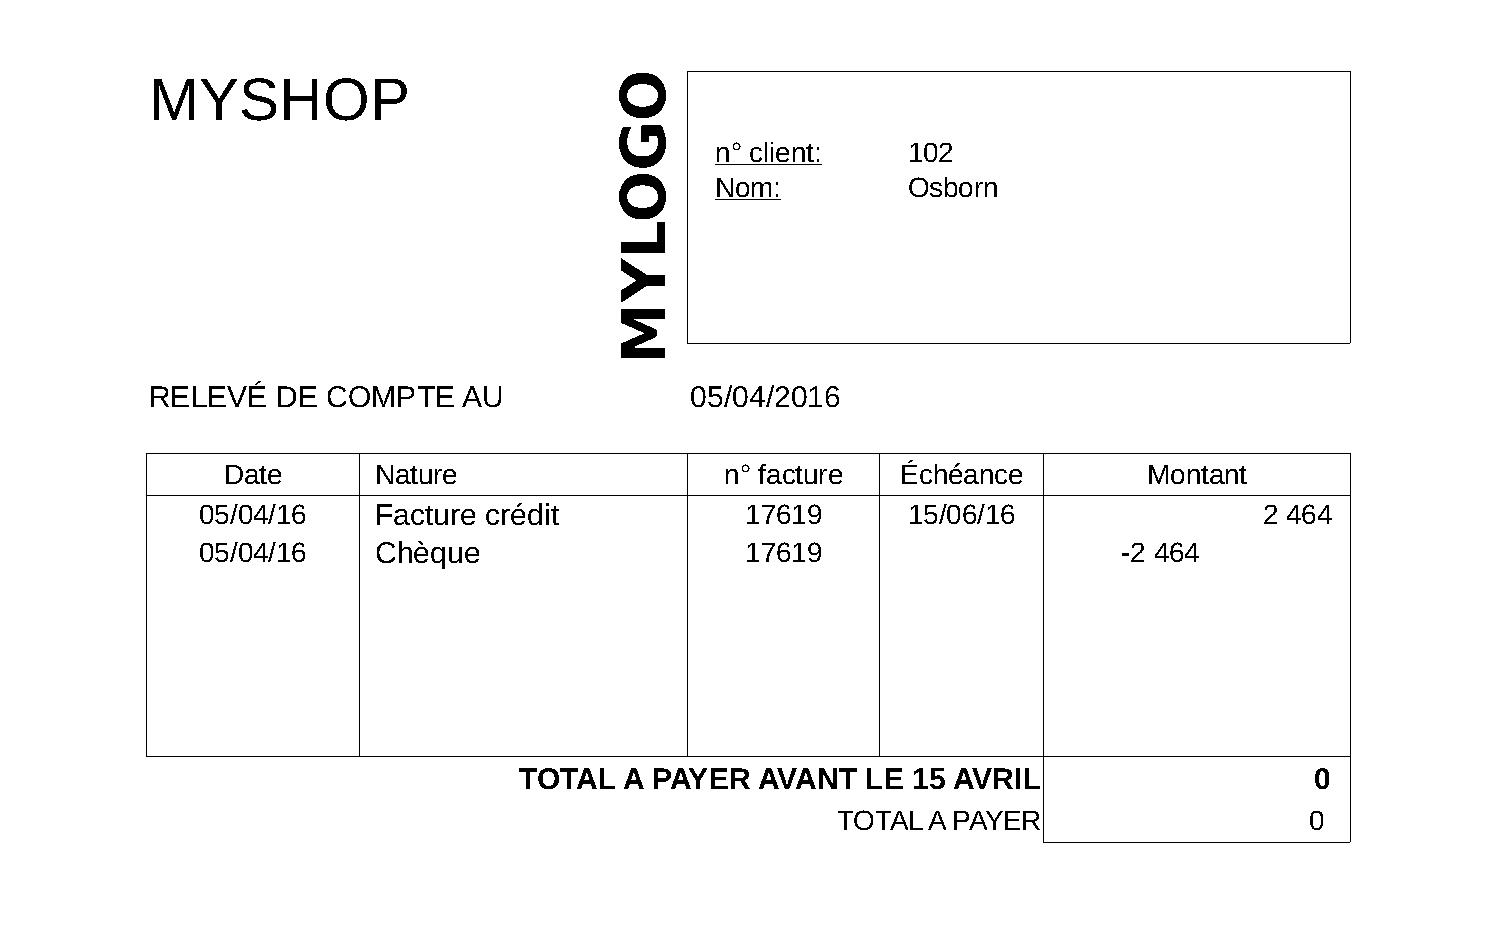 MYSHOP
MYLOGO
n° client: 102
Nom: Osborn
RELEVÉ DE COMPTE AU 05/04/2016
Date Nature n° facture Échéance Montant
05/04/16 Facture crédit 17619 15/06/16 2 464
05/04/16 Chèque 17619 -2 464
TOTAL A PAYER AVANT LE 15 AVRIL 0
TOTAL A PAYER 0